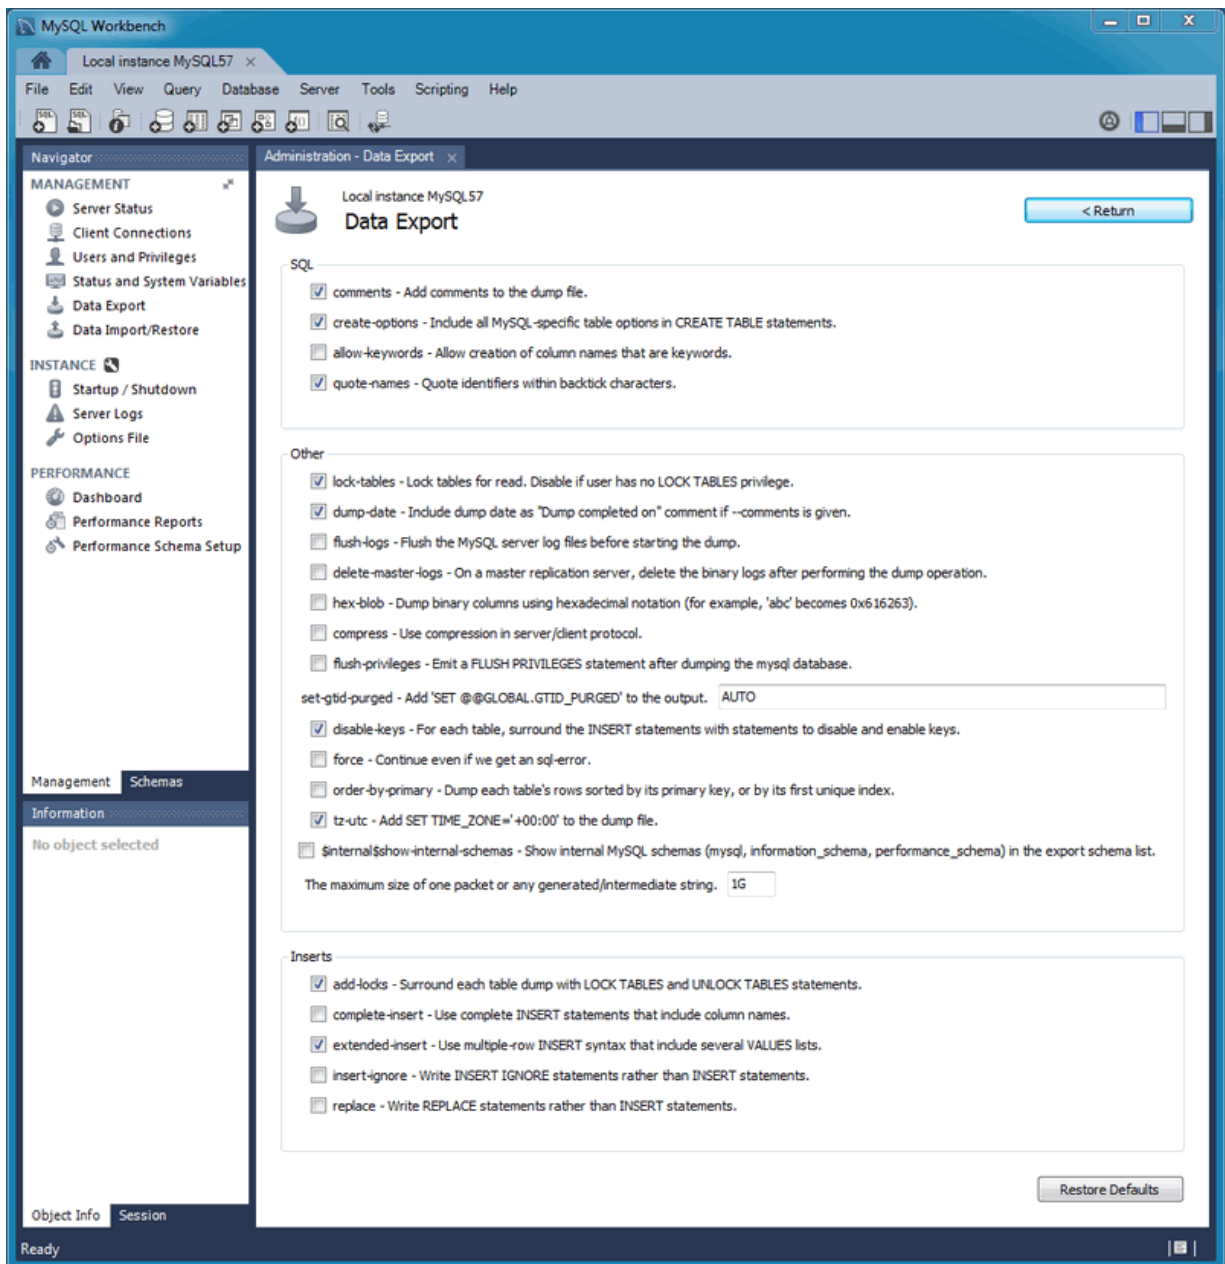 MySQL Workbench
Local instance MySQL57
File Edit View Query Database Server Tools Scripting Help
Navigator
MANAGEMENT
Server Status
Client Connections
Users and Privileges
Status and System Variables
Data Export
Data Import/Restore
INSTANCE
Startup / Shutdown
Server Logs
Options File
PERFORMANCE
Dashboard
Performance Reports
Performance Schema Setup
Management Schemas
Information
No object selected
Object Info Session
Administration - Data Export
Local instance MySQL57
Data Export
< Return
SQL
comments - Add comments to the dump file.
create-options - Include all MySQL-specific table options in CREATE TABLE statements.
allow-keywords - Allow creation of column names that are keywords.
quote-names - Quote identifiers within backtick characters.
Other
lock-tables - Lock tables for read. Disable if user has no LOCK TABLES privilege.
dump-date - Include dump date as "Dump completed on" comment if --comments is given.
flush-logs - Flush the MySQL server log files before starting the dump.
delete-master-logs - On a master replication server, delete the binary logs after performing the dump operation.
hex-blob - Dump binary columns using hexadecimal notation (for example, 'abc' becomes 0x616263).
compress - Use compression in server/client protocol.
flush-privileges - Emit a FLUSH PRIVILEGES statement after dumping the mysql database.
set-gtid-purged - Add 'SET @@GLOBAL.GTID_PURGED' to the output. AUTO
disable-keys - For each table, surround the INSERT statements with statements to disable and enable keys.
force - Continue even if we get an sql-error.
order-by-primary - Dump each table's rows sorted by its primary key, or by its first unique index.
tz-utc - Add SET TIME_ZONE='+00:00' to the dump file.
$internal$show-internal-schemas - Show internal MySQL schemas (mysql, information_schema, performance_schema) in the export schema list.
The maximum size of one packet or any generated/intermediate string. 1G
Inserts
add-locks - Surround each table dump with LOCK TABLES and UNLOCK TABLES statements.
complete-insert - Use complete INSERT statements that include column names.
extended-insert - Use multiple-row INSERT syntax that include several VALUES lists.
insert-ignore - Write INSERT IGNORE statements rather than INSERT statements.
replace - Write REPLACE statements rather than INSERT statements.
Restore Defaults
Ready